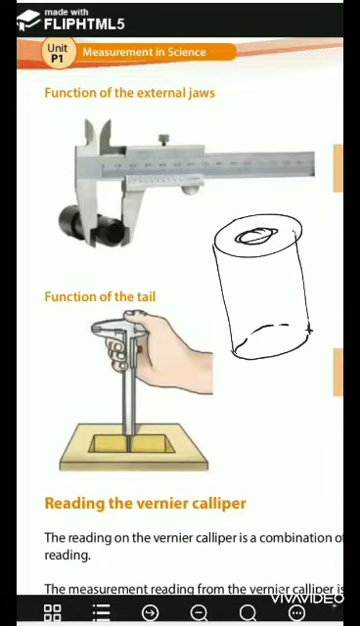 made with
FLIPHTML5
Unit
P1
Measurement in Science
Function of the external jaws
Function of the tail
Reading the vernier calliper
The reading on the vernier calliper is a combination of
reading.
The measurement reading from the vernier calliper is
VIVAVIDEO